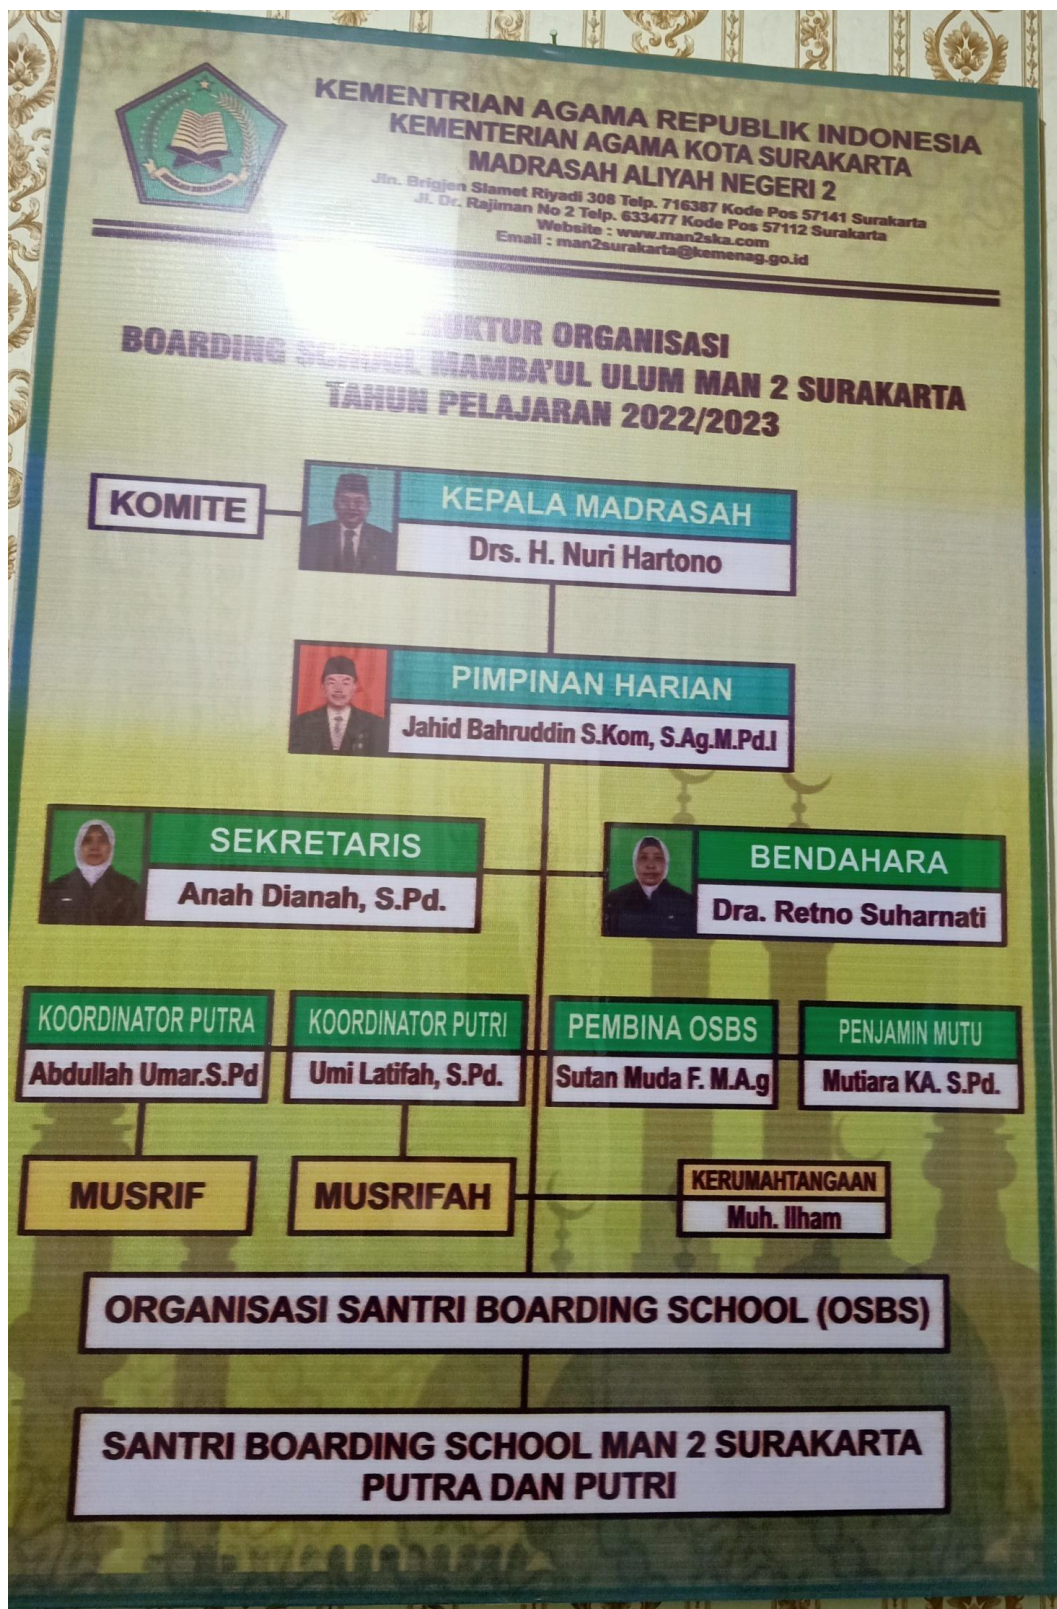 KEMENTRIAN AGAMA REPUBLIK INDONESIA
KEMENTERIAN AGAMA KOTA SURAKARTA
MADRASAH ALIYAH NEGERI 2
Jln. Brigjen Slamet Riyadi 308 Telp. 716387 Kode Pos 57141 Surakarta
Jl. Dr. Rajiman No 2 Telp. 633477 Kode Pos 57112 Surakarta
Website : www.man2ska.com
Email : man2surakarta@kemenag.go.id
ORGANISASI
BOARDING SCHOOL MAMBA'UL ULUM MAN 2 SURAKARTA
TAHUN PELAJARAN 2022/2023
KOMITE
KEPALA MADRASAH
Drs. H. Nuri Hartono
PIMPINAN HARIAN
Jahid Bahruddin S.Kom, S.Ag.M.Pd.I
SEKRETARIS
Anah Dianah, S.Pd.
BENDAHARA
Dra. Retno Suharnati
KOORDINATOR PUTRA
Abdullah Umar.S.Pd
KOORDINATOR PUTRI
Umi Latifah, S.Pd.
PEMBINA OSBS
Sutan Muda F. M.A.g
PENJAMIN MUTU
Mutiara KA. S.Pd.
MUSRIF
MUSRIFAH
KERUMAHTANGAAN
Muh. Ilham
ORGANISASI SANTRI BOARDING SCHOOL (OSBS)
SANTRI BOARDING SCHOOL MAN 2 SURAKARTA
PUTRA DAN PUTRI